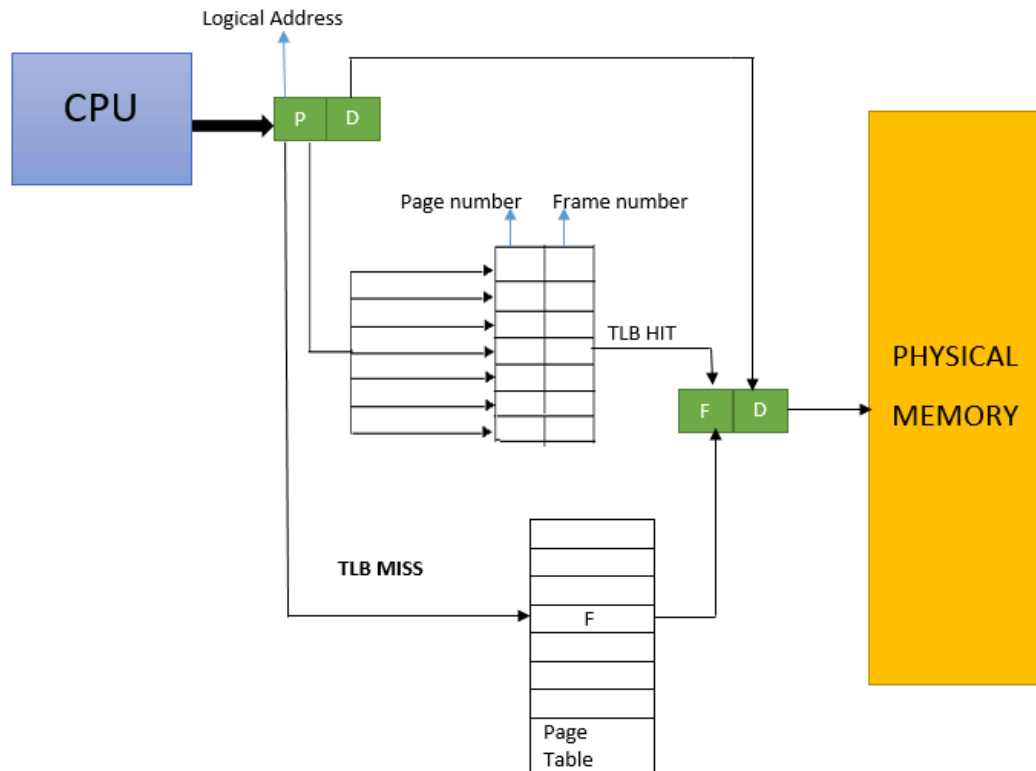 Logical Address
CPU
P D
Page number Frame number
TLB HIT
PHYSICAL
MEMORY
F D
TLB MISS
F
Page
Table